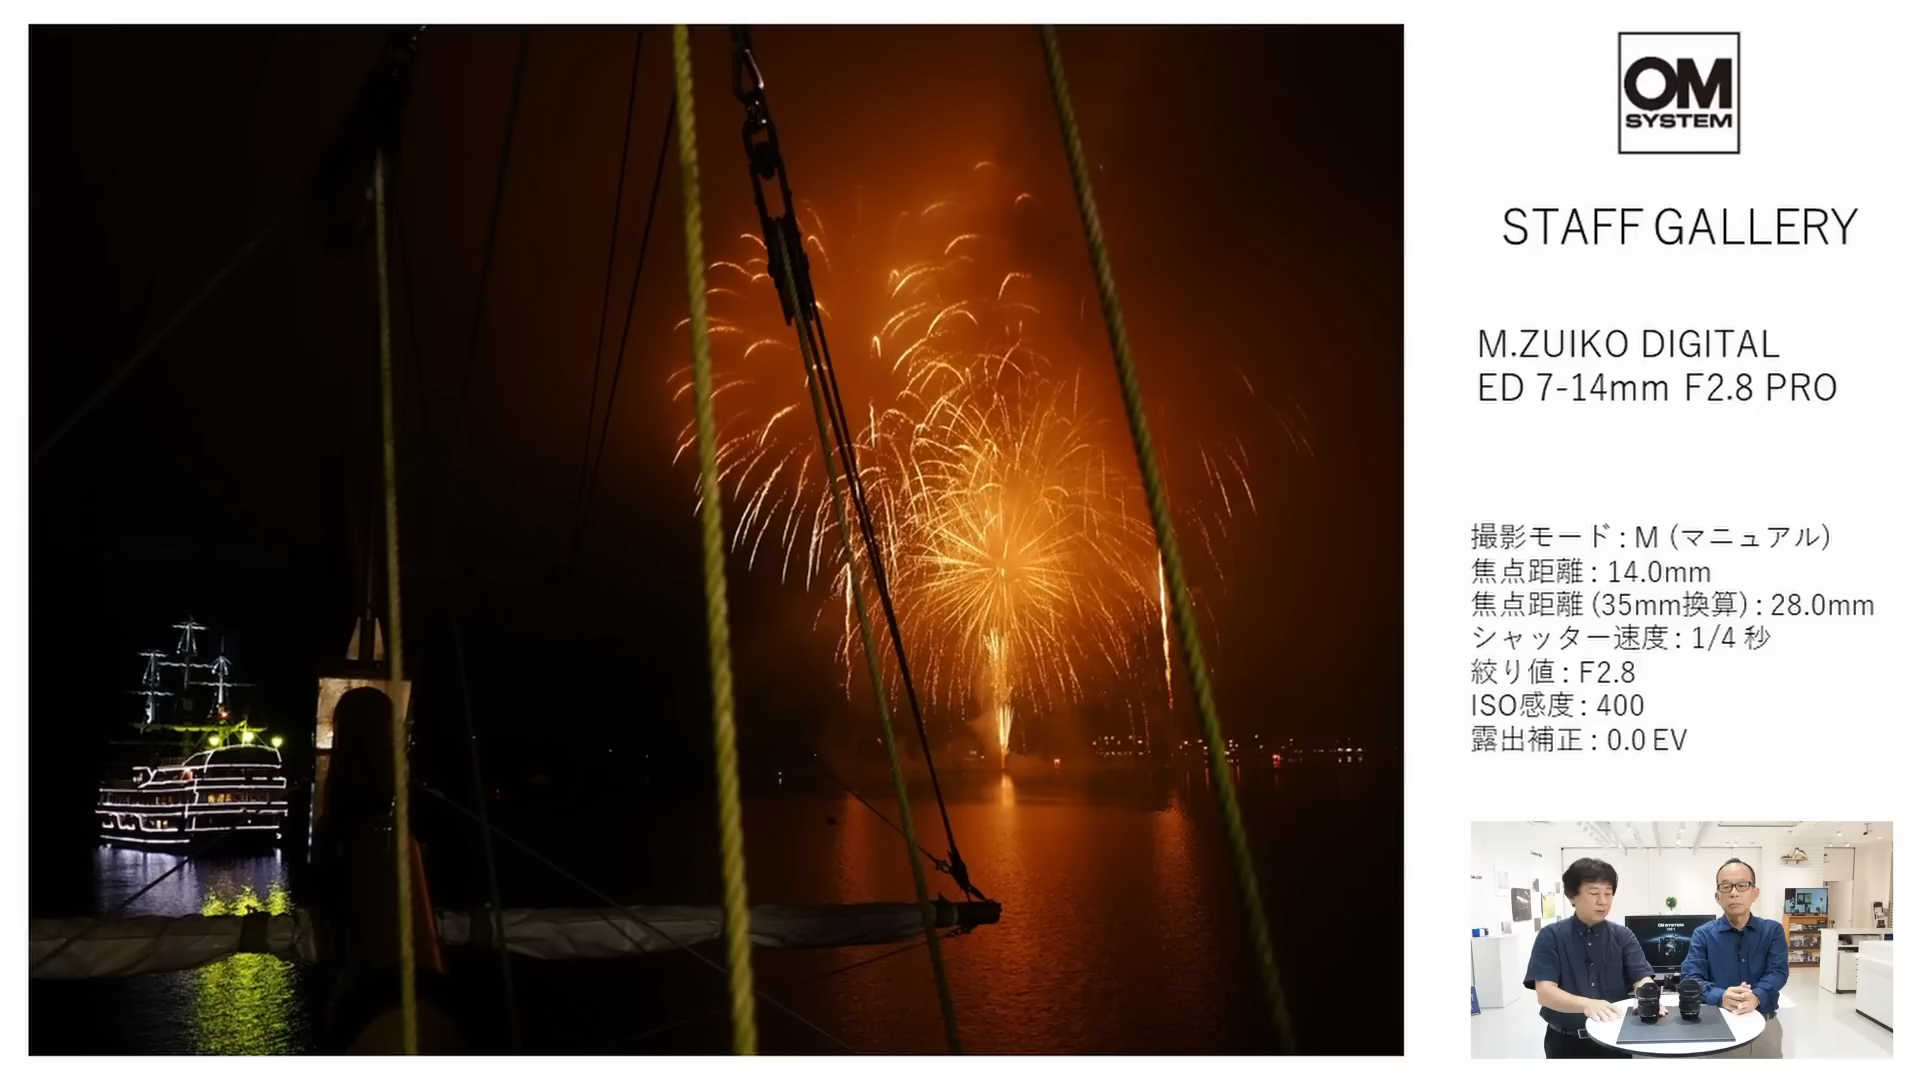 OM
SYSTEM
STAFF GALLERY
M.ZUIKO DIGITAL
ED 7-14mm F2.8 PRO
撮影モード : M (マニュアル)
焦点距離 : 14.0mm
焦点距離 (35mm換算) : 28.0mm
シャッター速度 : 1/4 秒
絞り値 : F2.8
ISO感度 : 400
露出補正 : 0.0 EV
OM SYSTEM